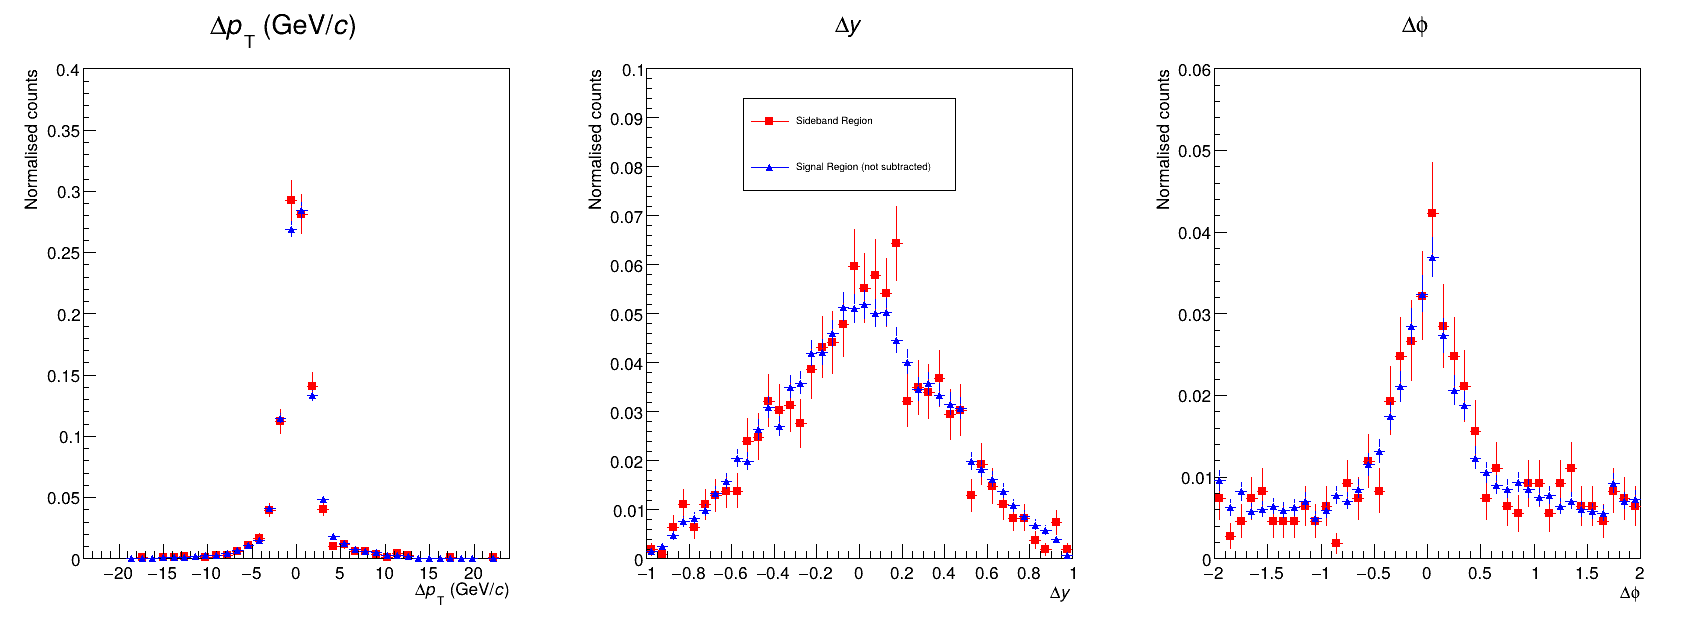 Δp_T (GeV/c)
Normalised counts
0.4
0.35
0.3
0.25
0.2
0.15
0.1
0.05
0
−20 −15 −10 −5 0 5 10 15 20
Δp_T (GeV/c)
Δy
Normalised counts
0.1
0.09
0.08
0.07
0.06
0.05
0.04
0.03
0.02
0.01
0
Sideband Region
Signal Region (not subtracted)
−1 −0.8 −0.6 −0.4 −0.2 0 0.2 0.4 0.6 0.8 1
Δy
Δϕ
Normalised counts
0.06
0.05
0.04
0.03
0.02
0.01
0
−2 −1.5 −1 −0.5 0 0.5 1 1.5 2
Δϕ